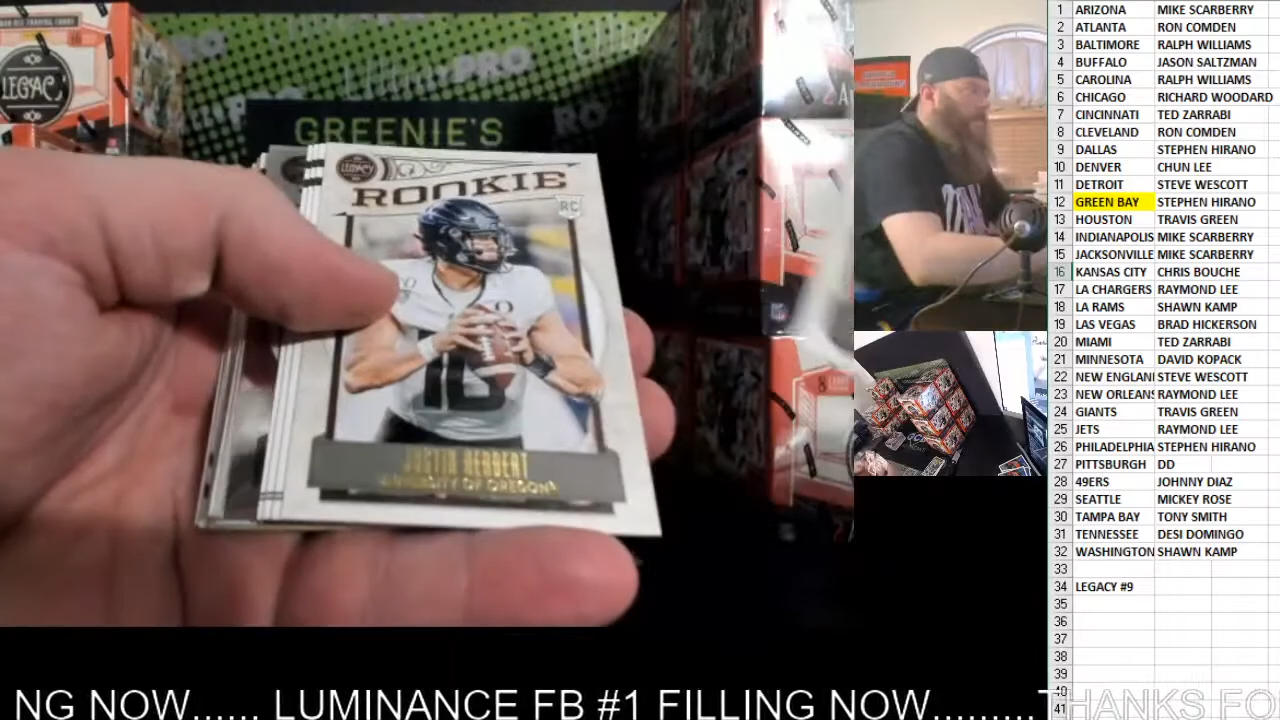 LEGACY
PRO
RO
GREENIE'S
LEGACY
ROOKIE
RC
10
JUSTIN HERBERT
UNIVERSITY OF OREGON
1 ARIZONA MIKE SCARBERRY
2 ATLANTA RON COMDEN
3 BALTIMORE RALPH WILLIAMS
4 BUFFALO JASON SALTZMAN
5 CAROLINA RALPH WILLIAMS
6 CHICAGO RICHARD WOODARD
7 CINCINNATI TED ZARRABI
8 CLEVELAND RON COMDEN
9 DALLAS STEPHEN HIRANO
10 DENVER CHUN LEE
11 DETROIT STEVE WESCOTT
12 GREEN BAY STEPHEN HIRANO
13 HOUSTON TRAVIS GREEN
14 INDIANAPOLIS MIKE SCARBERRY
15 JACKSONVILLE MIKE SCARBERRY
16 KANSAS CITY CHRIS BOUCHE
17 LA CHARGERS RAYMOND LEE
18 LA RAMS SHAWN KAMP
19 LAS VEGAS BRAD HICKERSON
20 MIAMI TED ZARRABI
21 MINNESOTA DAVID KOPACK
22 NEW ENGLAN STEVE WESCOTT
23 NEW ORLEANS RAYMOND LEE
24 GIANTS TRAVIS GREEN
25 JETS RAYMOND LEE
26 PHILADELPHIA STEPHEN HIRANO
27 PITTSBURGH DD
28 49ERS JOHNNY DIAZ
29 SEATTLE MICKEY ROSE
30 TAMPA BAY TONY SMITH
31 TENNESSEE DESI DOMINGO
32 WASHINGTON SHAWN KAMP
33
34 LEGACY #9
35
36
37
38
39
40
41
NG NOW...... LUMINANCE FB #1 FILLING NOW......... THANKS FO